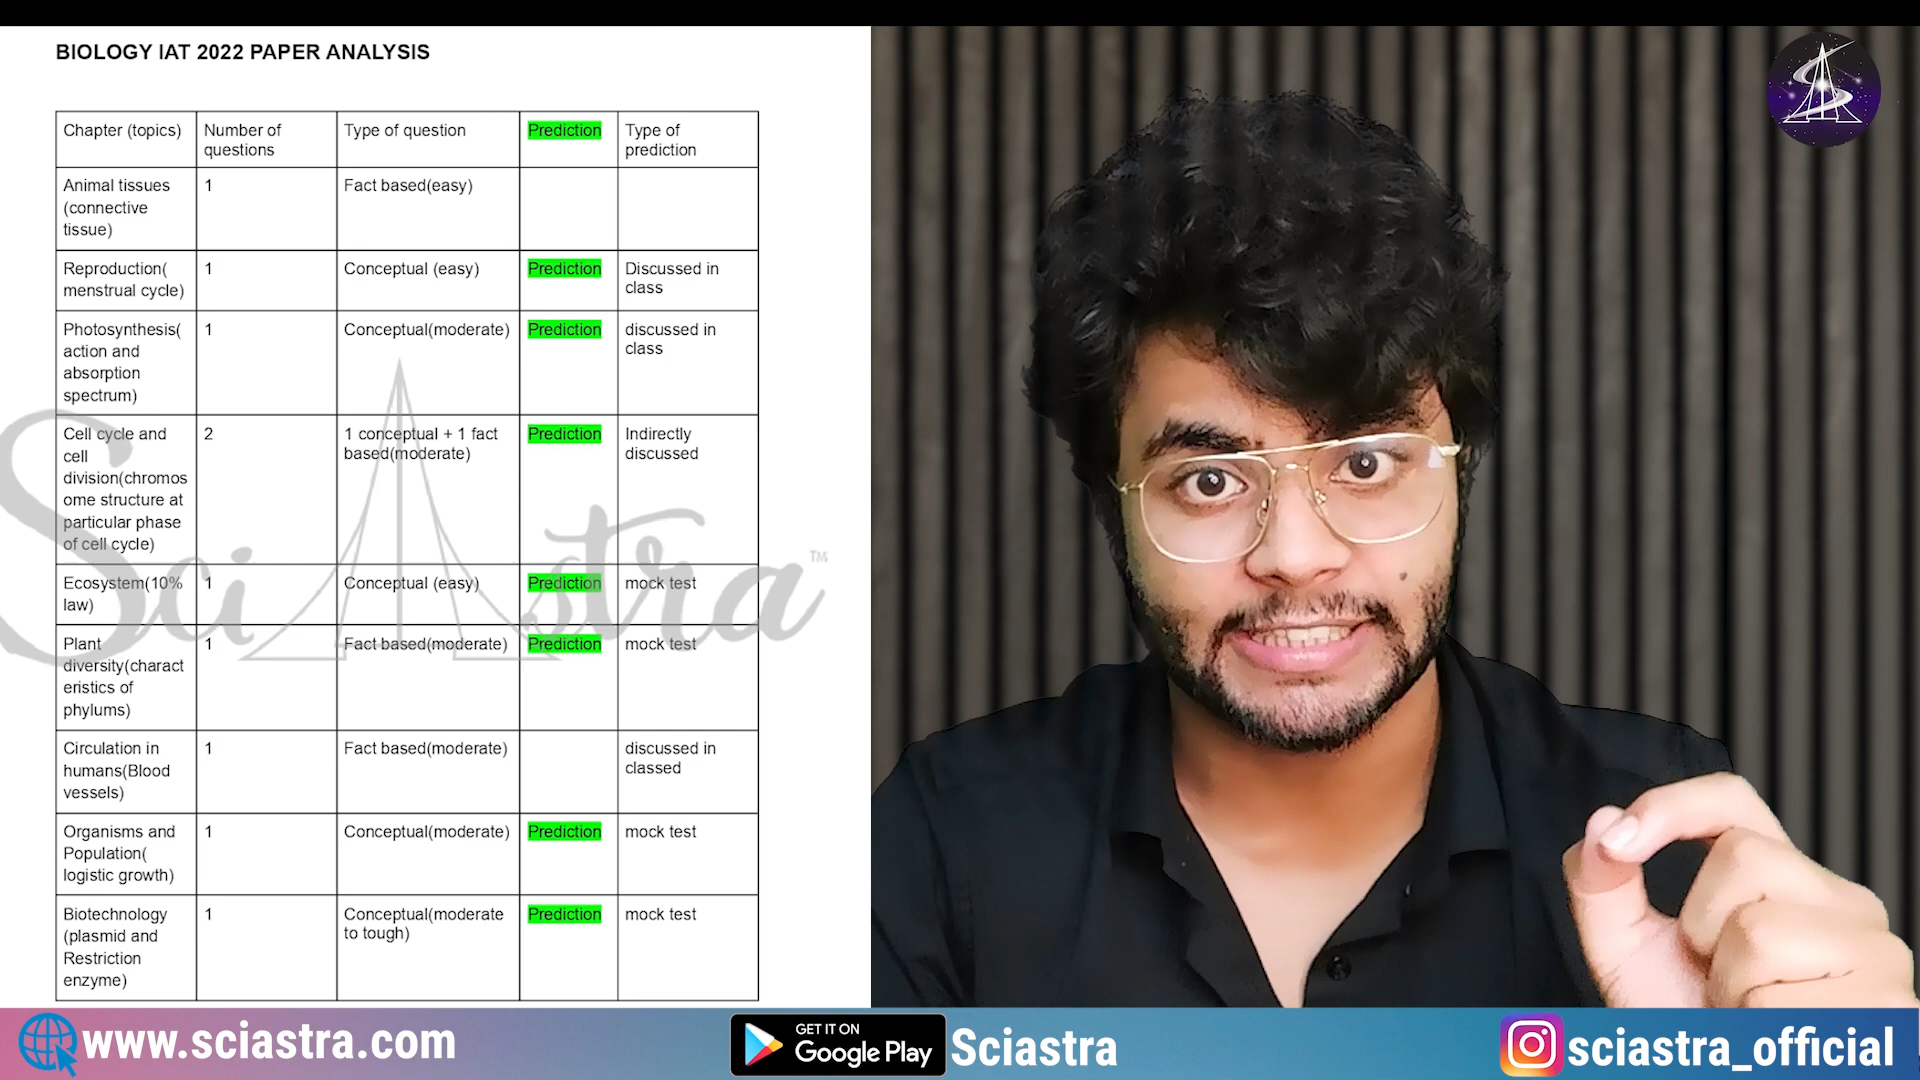 BIOLOGY IAT 2022 PAPER ANALYSIS
Chapter (topics)
Number of
questions
Type of question
Prediction
Type of
prediction
Animal tissues
(connective
tissue)
1
Fact based(easy)
Reproduction(
menstrual cycle)
1
Conceptual (easy)
Prediction
Discussed in
class
Photosynthesis(
action and
absorption
spectrum)
1
Conceptual(moderate)
Prediction
discussed in
class
Cell cycle and
cell
division(chromos
ome structure at
particular phase
of cell cycle)
2
1 conceptual + 1 fact
based(moderate)
Prediction
Indirectly
discussed
Ecosystem(10%
law)
1
Conceptual (easy)
Prediction
mock test
Plant
diversity(charact
eristics of
phylums)
1
Fact based(moderate)
Prediction
mock test
Circulation in
humans(Blood
vessels)
1
Fact based(moderate)
discussed in
classed
Organisms and
Population(
logistic growth)
1
Conceptual(moderate)
Prediction
mock test
Biotechnology
(plasmid and
Restriction
enzyme)
1
Conceptual(moderate
to tough)
Prediction
mock test
SciAstra™
www.sciastra.com
GET IT ON
Google Play
Sciastra
sciastra_official